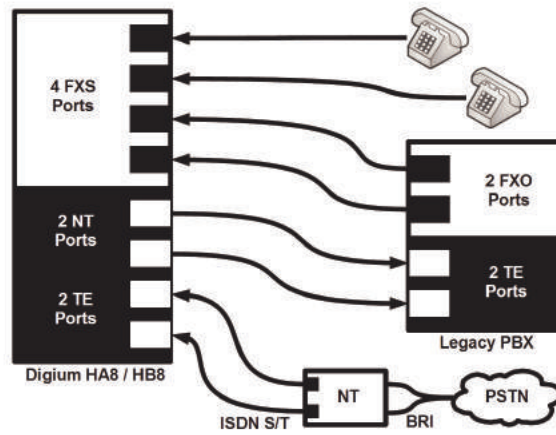 4 FXS
Ports
2 FXO
Ports
2 NT
Ports
2 TE
Ports
2 TE
Ports
Legacy PBX
Digium HA8 / HB8
NT
PSTN
ISDN S/T
BRI